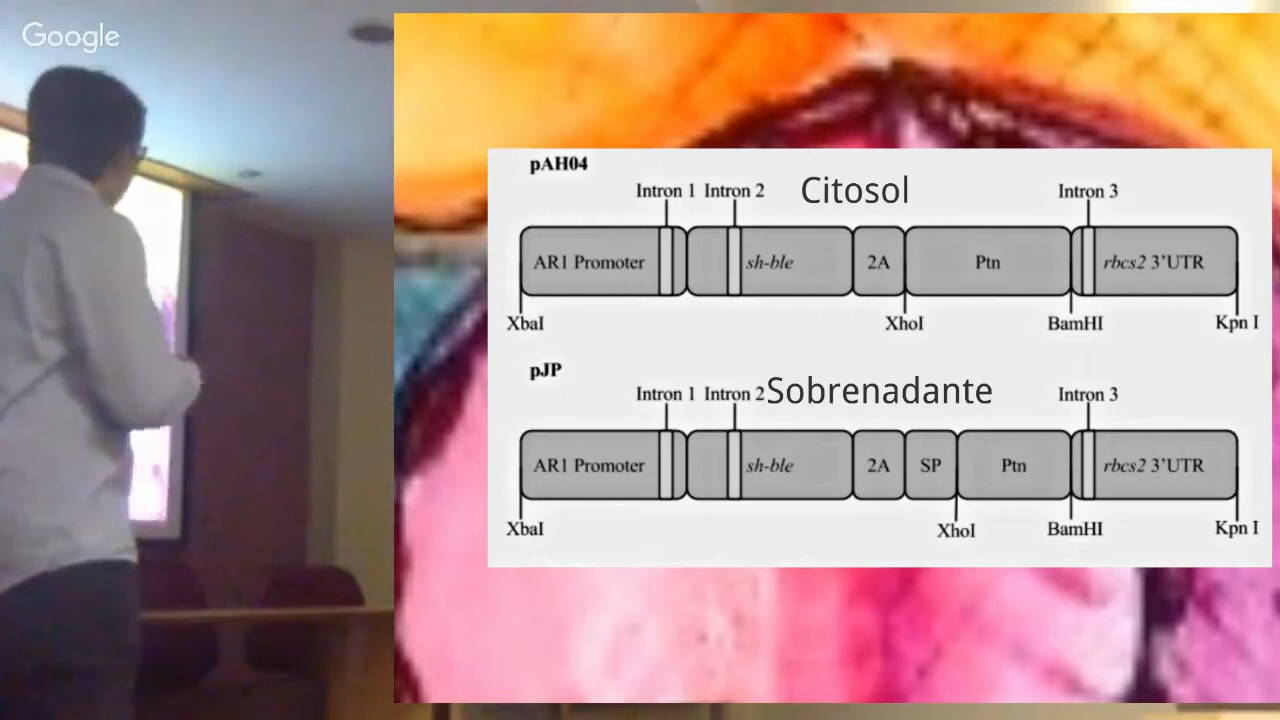 Google
pAH04
Intron 1 Intron 2 Citosol Intron 3
AR1 Promoter sh-ble 2A Ptn rbcs2 3'UTR
XbaI XhoI BamHI Kpn I
pJP
Intron 1 Intron 2 Sobrenadante Intron 3
AR1 Promoter sh-ble 2A SP Ptn rbcs2 3'UTR
XbaI XhoI BamHI Kpn I